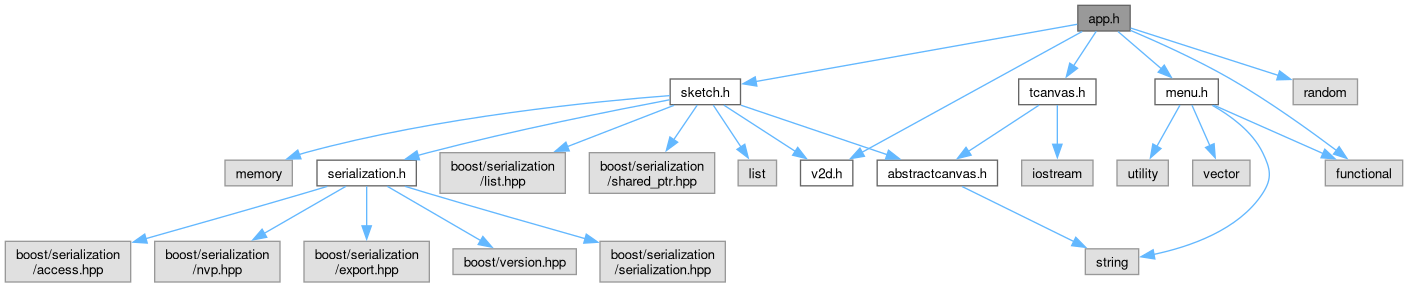 app.h
sketch.h
tcanvas.h
menu.h
random
memory
serialization.h
boost/serialization
/list.hpp
boost/serialization
/shared_ptr.hpp
list
v2d.h
abstractcanvas.h
iostream
utility
vector
functional
boost/serialization
/access.hpp
boost/serialization
/nvp.hpp
boost/serialization
/export.hpp
boost/version.hpp
boost/serialization
/serialization.hpp
string